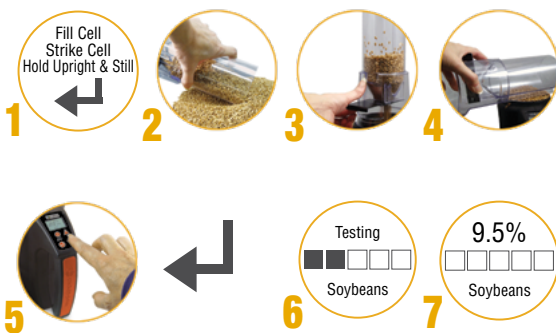 Fill Cell
Strike Cell
Hold Upright & Still
1
2
3
4
5
6
Testing
Soybeans
7
9.5%
Soybeans